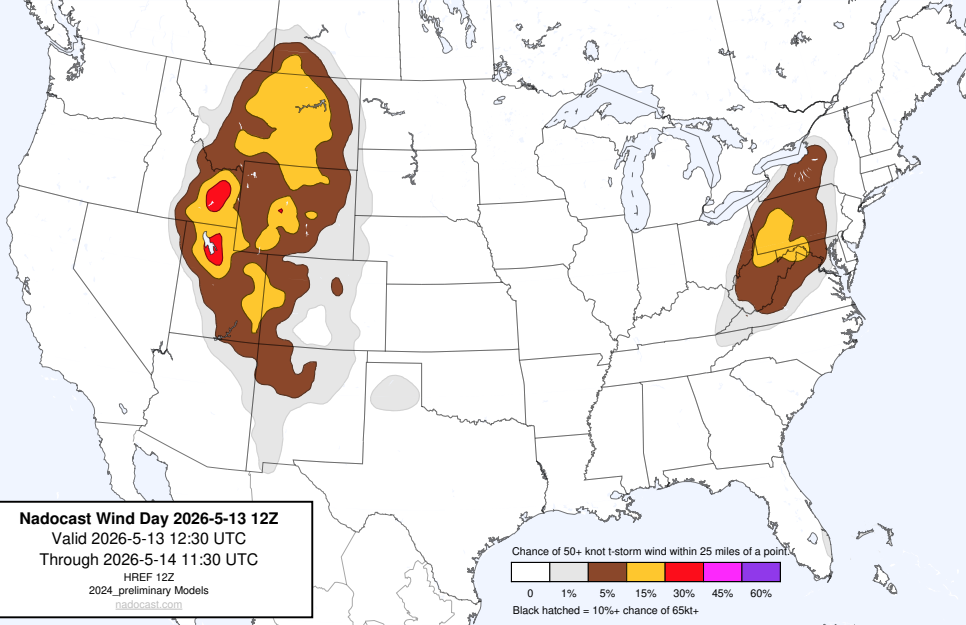 Nadocast Wind Day 2026-5-13 12Z
Valid 2026-5-13 12:30 UTC
Through 2026-5-14 11:30 UTC
HREF 12Z
2024_preliminary Models
nadocast.com
Chance of 50+ knot t-storm wind within 25 miles of a point.
0 1% 5% 15% 30% 45% 60%
Black hatched = 10%+ chance of 65kt+